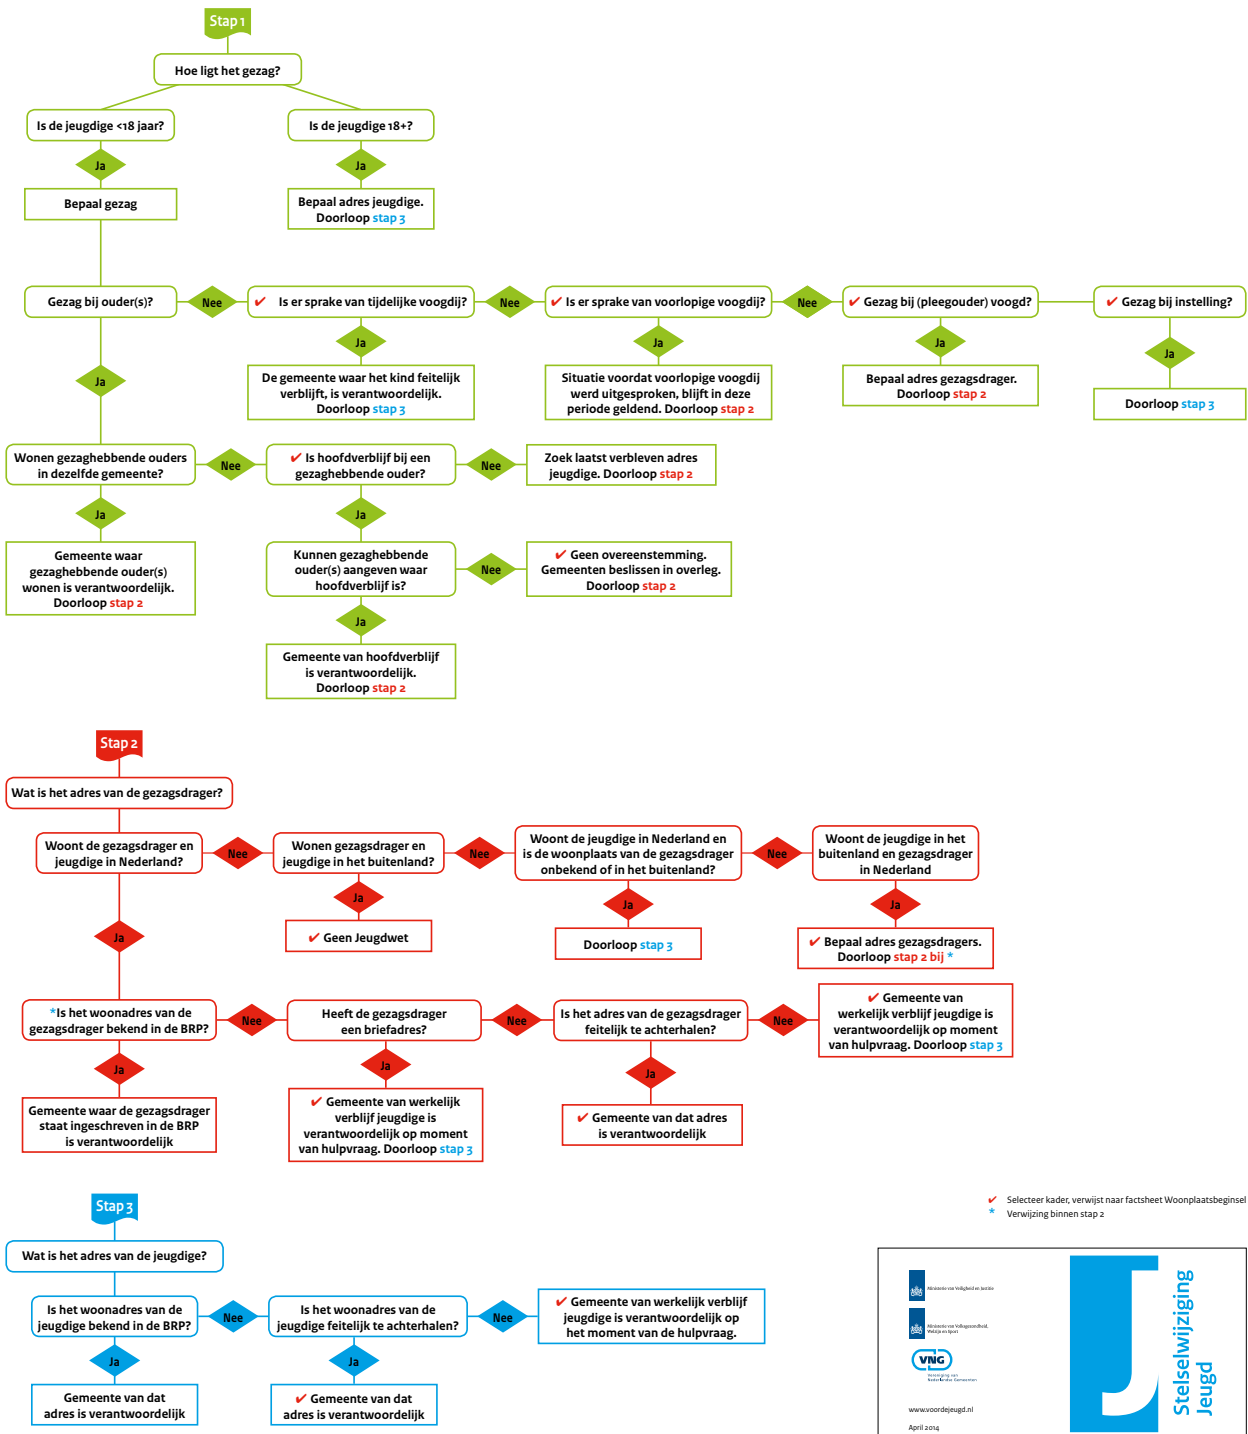 Stap 1
Hoe ligt het gezag?
Is de jeugdige <18 jaar?
Is de jeugdige 18+?
Ja
Ja
Bepaal gezag
Bepaal adres jeugdige.
Doorloop stap 3
Gezag bij ouder(s)?
Nee
✔ Is er sprake van tijdelijke voogdij?
Nee
✔ Is er sprake van voorlopige voogdij?
Nee
✔ Gezag bij (pleegouder) voogd?
✔ Gezag bij instelling?
Ja
Ja
Ja
Ja
Ja
De gemeente waar het kind feitelijk
verblijft, is verantwoordelijk.
Doorloop stap 3
Situatie voordat voorlopige voogdij
werd uitgesproken, blijft in deze
periode geldend. Doorloop stap 2
Bepaal adres gezagsdrager.
Doorloop stap 2
Doorloop stap 3
Wonen gezaghebbende ouders
in dezelfde gemeente?
Nee
✔ Is hoofdverblijf bij een
gezaghebbende ouder?
Nee
Zoek laatst verbleven adres
jeugdige. Doorloop stap 2
Ja
Ja
Gemeente waar
gezaghebbende ouder(s)
wonen is verantwoordelijk.
Doorloop stap 2
Kunnen gezaghebbende
ouder(s) aangeven waar
hoofdverblijf is?
Nee
✔ Geen overeenstemming.
Gemeenten beslissen in overleg.
Doorloop stap 2
Ja
Gemeente van hoofdverblijf
is verantwoordelijk.
Doorloop stap 2
Stap 2
Wat is het adres van de gezagsdrager?
Woont de gezagsdrager en
jeugdige in Nederland?
Nee
Wonen gezagsdrager en
jeugdige in het buitenland?
Nee
Woont de jeugdige in Nederland en
is de woonplaats van de gezagsdrager
onbekend of in het buitenland?
Nee
Woont de jeugdige in het
buitenland en gezagsdrager
in Nederland
Ja
Ja
Ja
Ja
✔ Geen Jeugdwet
Doorloop stap 3
✔ Bepaal adres gezagsdragers.
Doorloop stap 2 bij *
*Is het woonadres van de
gezagsdrager bekend in de BRP?
Nee
Heeft de gezagsdrager
een briefadres?
Nee
Is het adres van de gezagsdrager
feitelijk te achterhalen?
Nee
✔ Gemeente van
werkelijk verblijf jeugdige is
verantwoordelijk op moment
van hulpvraag. Doorloop stap 3
Ja
Ja
Ja
Gemeente waar de gezagsdrager
staat ingeschreven in de BRP
is verantwoordelijk
✔ Gemeente van werkelijk
verblijf jeugdige is
verantwoordelijk op moment
van hulpvraag. Doorloop stap 3
✔ Gemeente van dat adres
is verantwoordelijk
Stap 3
Wat is het adres van de jeugdige?
Is het woonadres van de
jeugdige bekend in de BRP?
Nee
Is het woonadres van de
jeugdige feitelijk te achterhalen?
Nee
✔ Gemeente van werkelijk verblijf
jeugdige is verantwoordelijk op
het moment van de hulpvraag.
Ja
Ja
Gemeente van dat
adres is verantwoordelijk
✔ Gemeente van dat
adres is verantwoordelijk
✔ Selecteer kader, verwijst naar factsheet Woonplaatsbeginsel
* Verwijzing binnen stap 2
Ministerie van Veiligheid en Justitie
Ministerie van Volksgezondheid,
Welzijn en Sport
VNG
Vereniging van
Nederlandse Gemeenten
www.voordejeugd.nl
April 2014
J
Stelselwijziging
Jeugd